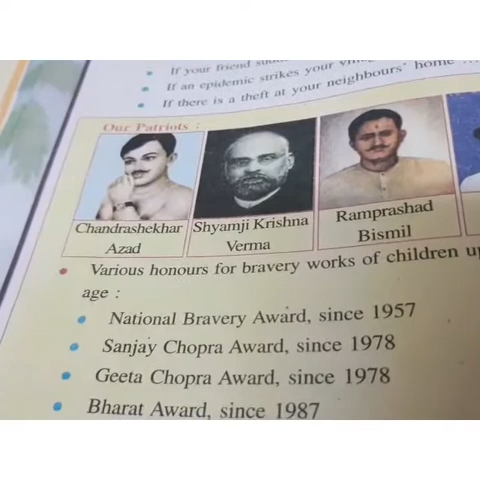 If your friend
If an epidemic strikes your
If there is a theft at your neighbours' home
Our Patriots :
Chandrashekhar
Azad
Shyamji Krishna
Verma
Ramprashad
Bismil
Various honours for bravery works of children
age :
National Bravery Award, since 1957
Sanjay Chopra Award, since 1978
Geeta Chopra Award, since 1978
Bharat Award, since 1987